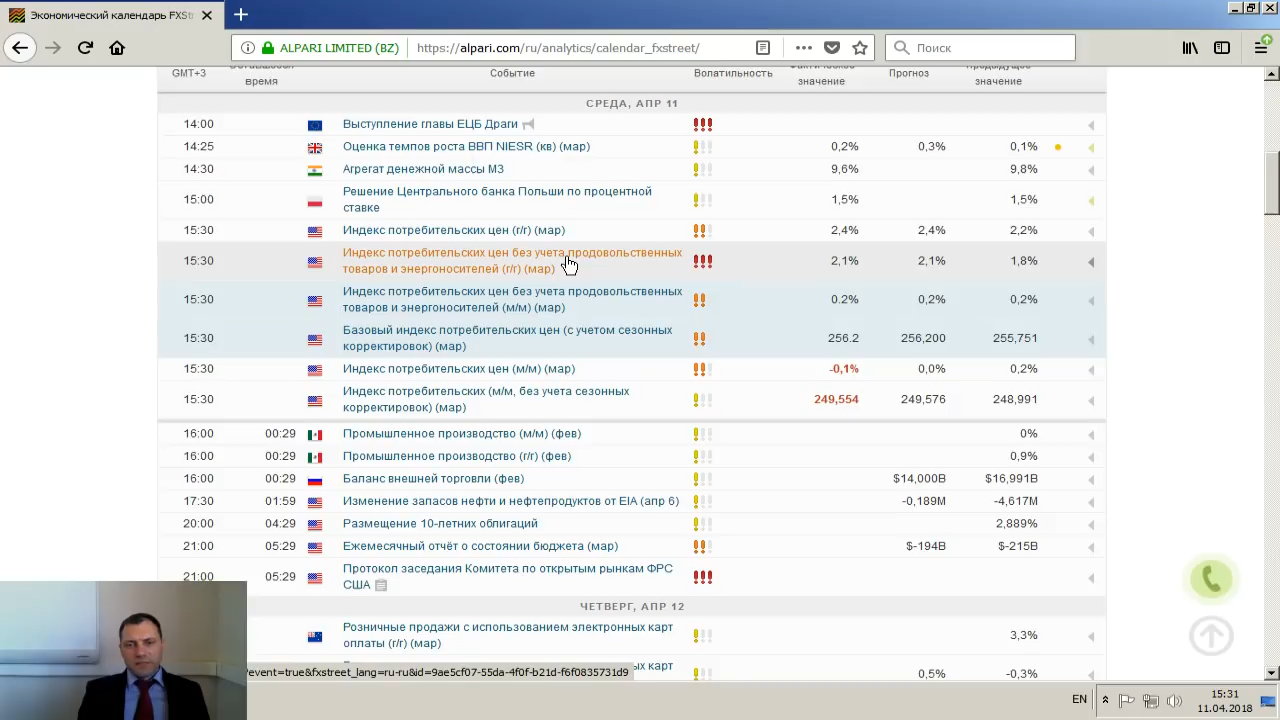 Экономический календарь FXSt
ALPARI LIMITED (BZ)
https://alpari.com/ru/analytics/calendar_fxstreet/
Поиск
GMT+3 время Событие Волатильность значение Прогноз значение
СРЕДА, АПР 11
14:00 Выступление главы ЕЦБ Драги
14:25 Оценка темпов роста ВВП NIESR (кв) (мар) 0,2% 0,3% 0,1%
14:30 Агрегат денежной массы М3 9,6% 9,8%
15:00 Решение Центрального банка Польши по процентной ставке 1,5% 1,5%
15:30 Индекс потребительских цен (г/г) (мар) 2,4% 2,4% 2,2%
15:30 Индекс потребительских цен без учета продовольственных товаров и энергоносителей (г/г) (мар) 2,1% 2,1% 1,8%
15:30 Индекс потребительских цен без учета продовольственных товаров и энергоносителей (м/м) (мар) 0.2% 0,2% 0,2%
15:30 Базовый индекс потребительских цен (с учетом сезонных корректировок) (мар) 256.2 256,200 255,751
15:30 Индекс потребительских цен (м/м) (мар) -0,1% 0,0% 0,2%
15:30 Индекс потребительских (м/м, без учета сезонных корректировок) (мар) 249,554 249,576 248,991
16:00 00:29 Промышленное производство (м/м) (фев) 0%
16:00 00:29 Промышленное производство (г/г) (фев) 0,9%
16:00 00:29 Баланс внешней торговли (фев) $14,000B $16,991B
17:30 01:59 Изменение запасов нефти и нефтепродуктов от EIA (апр 6) -0,189M -4,617M
20:00 04:29 Размещение 10-летних облигаций 2,889%
21:00 05:29 Ежемесячный отчёт о состоянии бюджета (мар) $-194B $-215B
21:00 05:29 Протокол заседания Комитета по открытым рынкам ФРС США
ЧЕТВЕРГ, АПР 12
Розничные продажи с использованием электронных карт оплаты (г/г) (мар) 3,3%
ых карт
0,5% -0,3%
?event=true&fxstreet_lang=ru-ru&id=9ae5cf07-55da-4f0f-b21d-f6f0835731d9
EN
15:31
11.04.2018